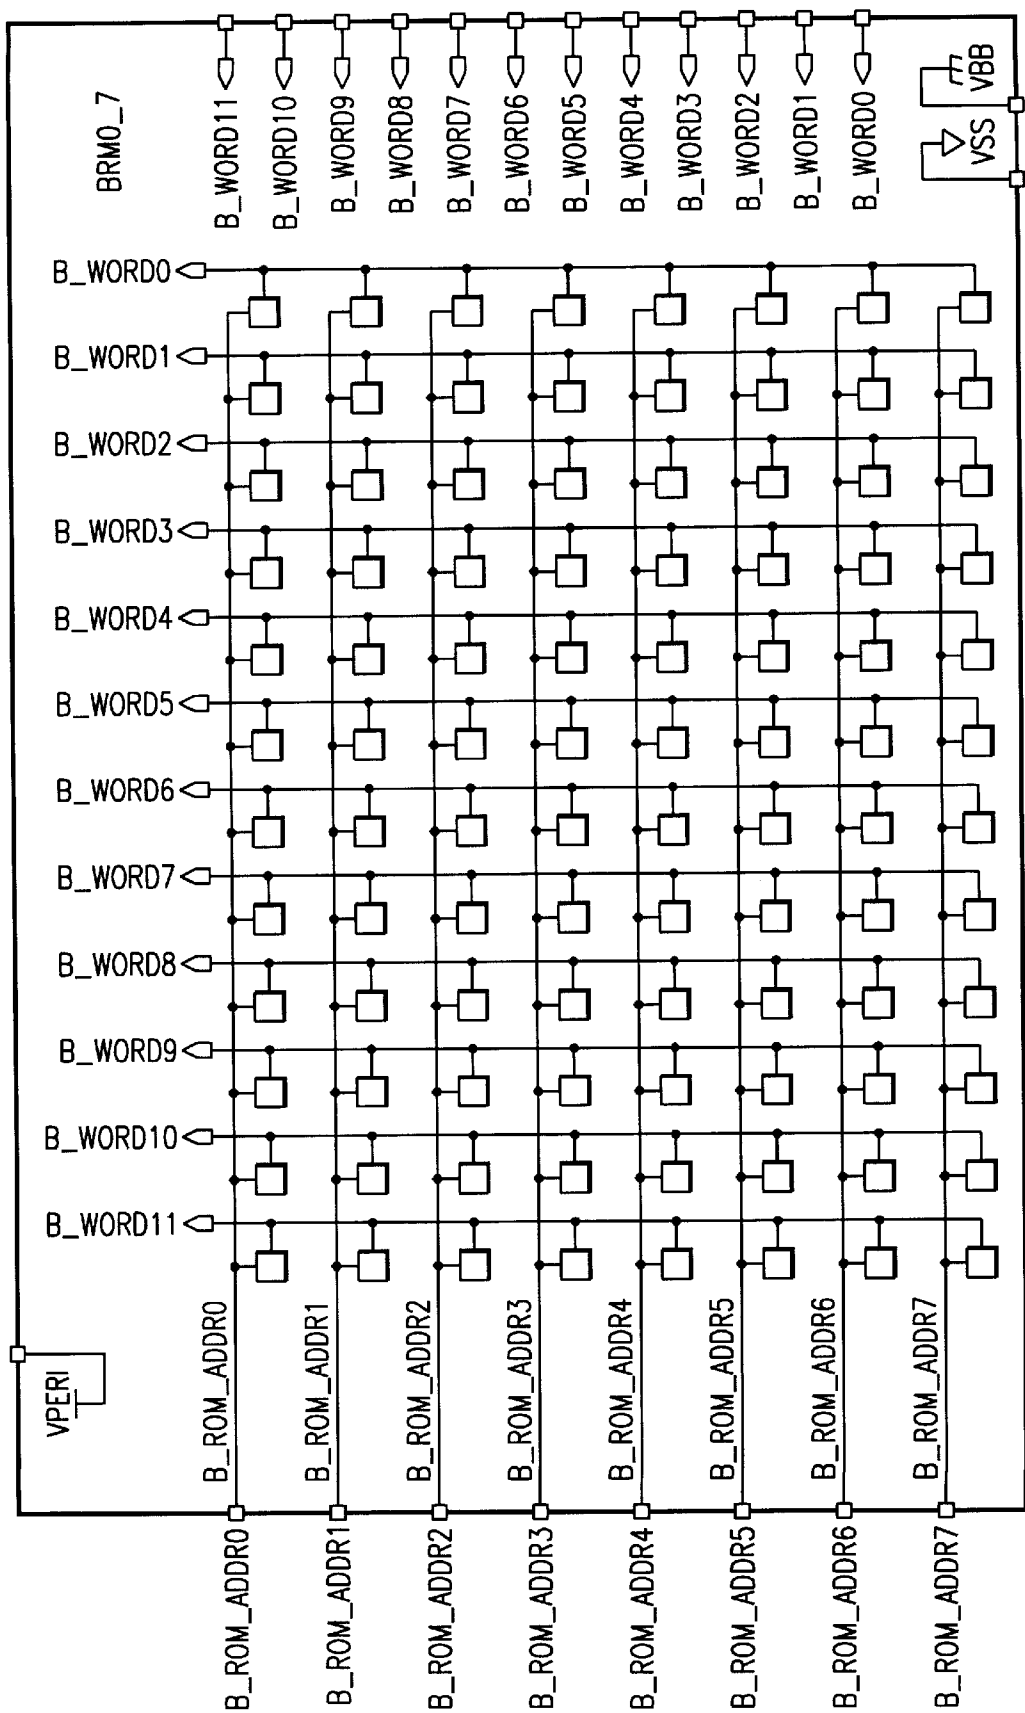 BRM0_7
B_WORD11
B_WORD10
B_WORD9
B_WORD8
B_WORD7
B_WORD6
B_WORD5
B_WORD4
B_WORD3
B_WORD2
B_WORD1
B_WORD0
VSS
VBB
B_WORD0
B_WORD1
B_WORD2
B_WORD3
B_WORD4
B_WORD5
B_WORD6
B_WORD7
B_WORD8
B_WORD9
B_WORD10
B_WORD11
VPERI
B_ROM_ADDR0
B_ROM_ADDR1
B_ROM_ADDR2
B_ROM_ADDR3
B_ROM_ADDR4
B_ROM_ADDR5
B_ROM_ADDR6
B_ROM_ADDR7
B_ROM_ADDR0
B_ROM_ADDR1
B_ROM_ADDR2
B_ROM_ADDR3
B_ROM_ADDR4
B_ROM_ADDR5
B_ROM_ADDR6
B_ROM_ADDR7